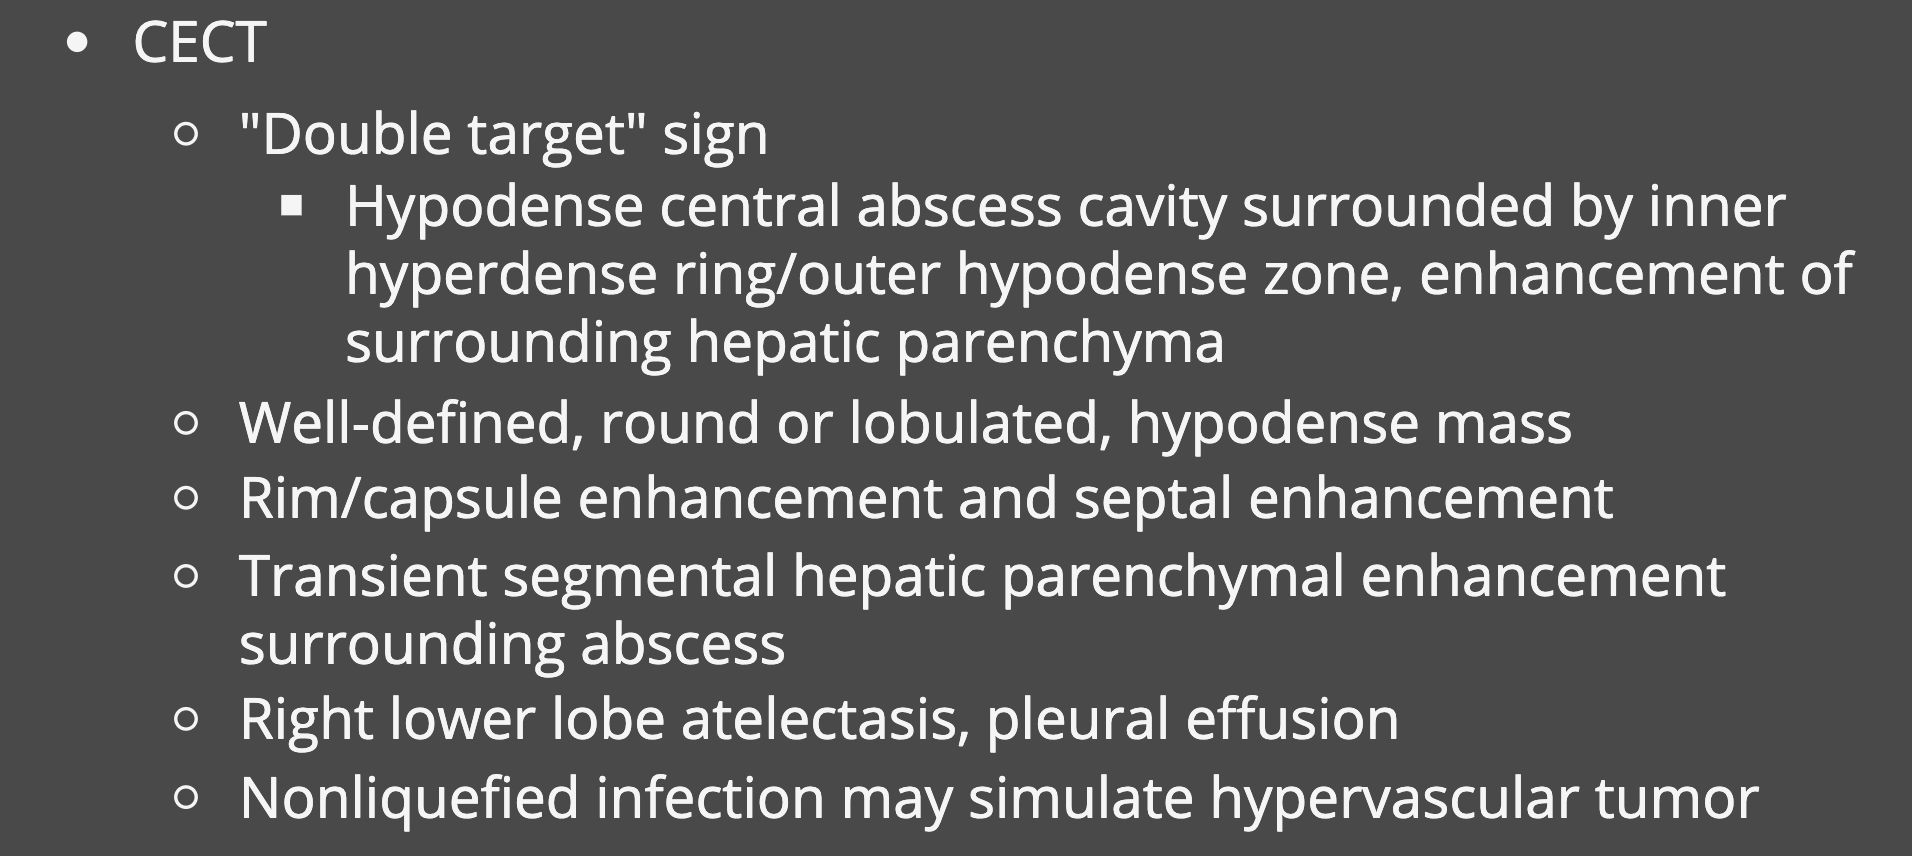 CECT
"Double target" sign
Hypodense central abscess cavity surrounded by inner
hyperdense ring/outer hypodense zone, enhancement of
surrounding hepatic parenchyma
Well-defined, round or lobulated, hypodense mass
Rim/capsule enhancement and septal enhancement
Transient segmental hepatic parenchymal enhancement
surrounding abscess
Right lower lobe atelectasis, pleural effusion
Nonliquefied infection may simulate hypervascular tumor